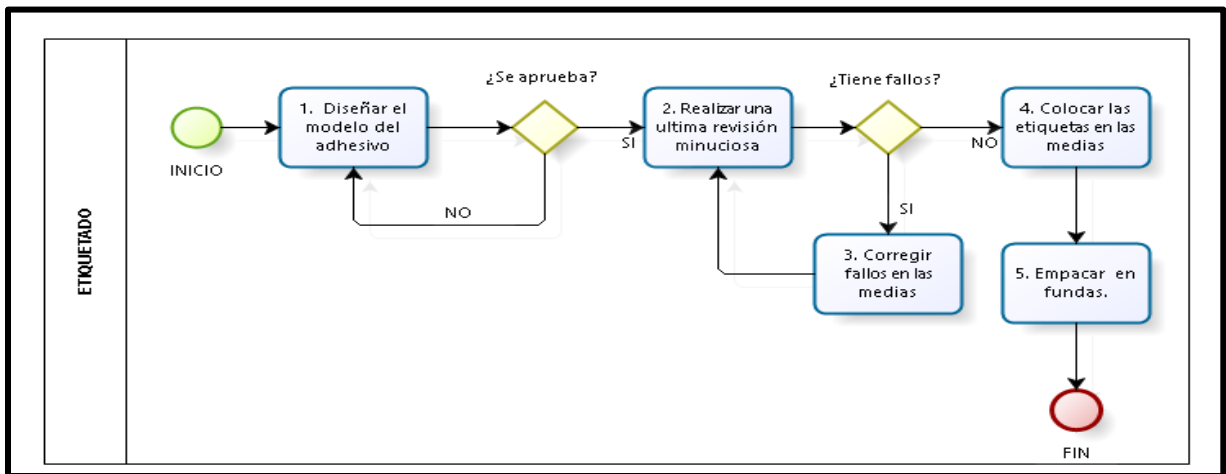 ETIQUETADO
INICIO
1. Diseñar el
modelo del
adhesivo
¿Se aprueba?
NO
SI
2. Realizar una
ultima revisión
minuciosa
¿Tiene fallos?
SI
NO
3. Corregir
fallos en las
medias
4. Colocar las
etiquetas en las
medias
5. Empacar en
fundas.
FIN